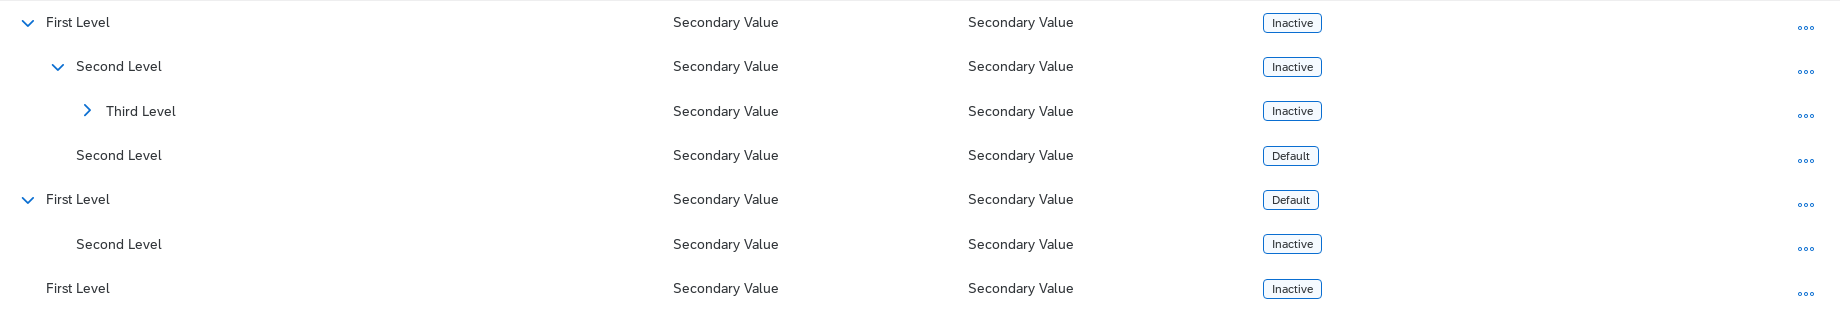 First Level Secondary Value Secondary Value Inactive
Second Level Secondary Value Secondary Value Inactive
Third Level Secondary Value Secondary Value Inactive
Second Level Secondary Value Secondary Value Default
First Level Secondary Value Secondary Value Default
Second Level Secondary Value Secondary Value Inactive
First Level Secondary Value Secondary Value Inactive